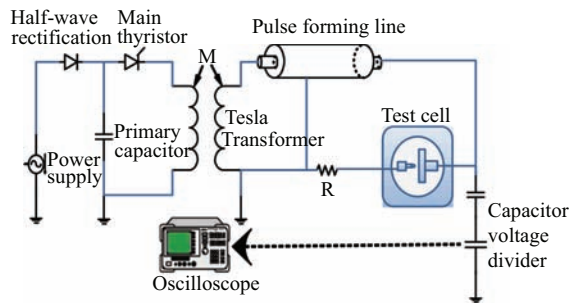 Half-wave
rectification
Main
thyristor
M
Pulse forming line
Tesla
Transformer
Primary
capacitor
Power
supply
Test cell
R
Capacitor
voltage
divider
Oscilloscope